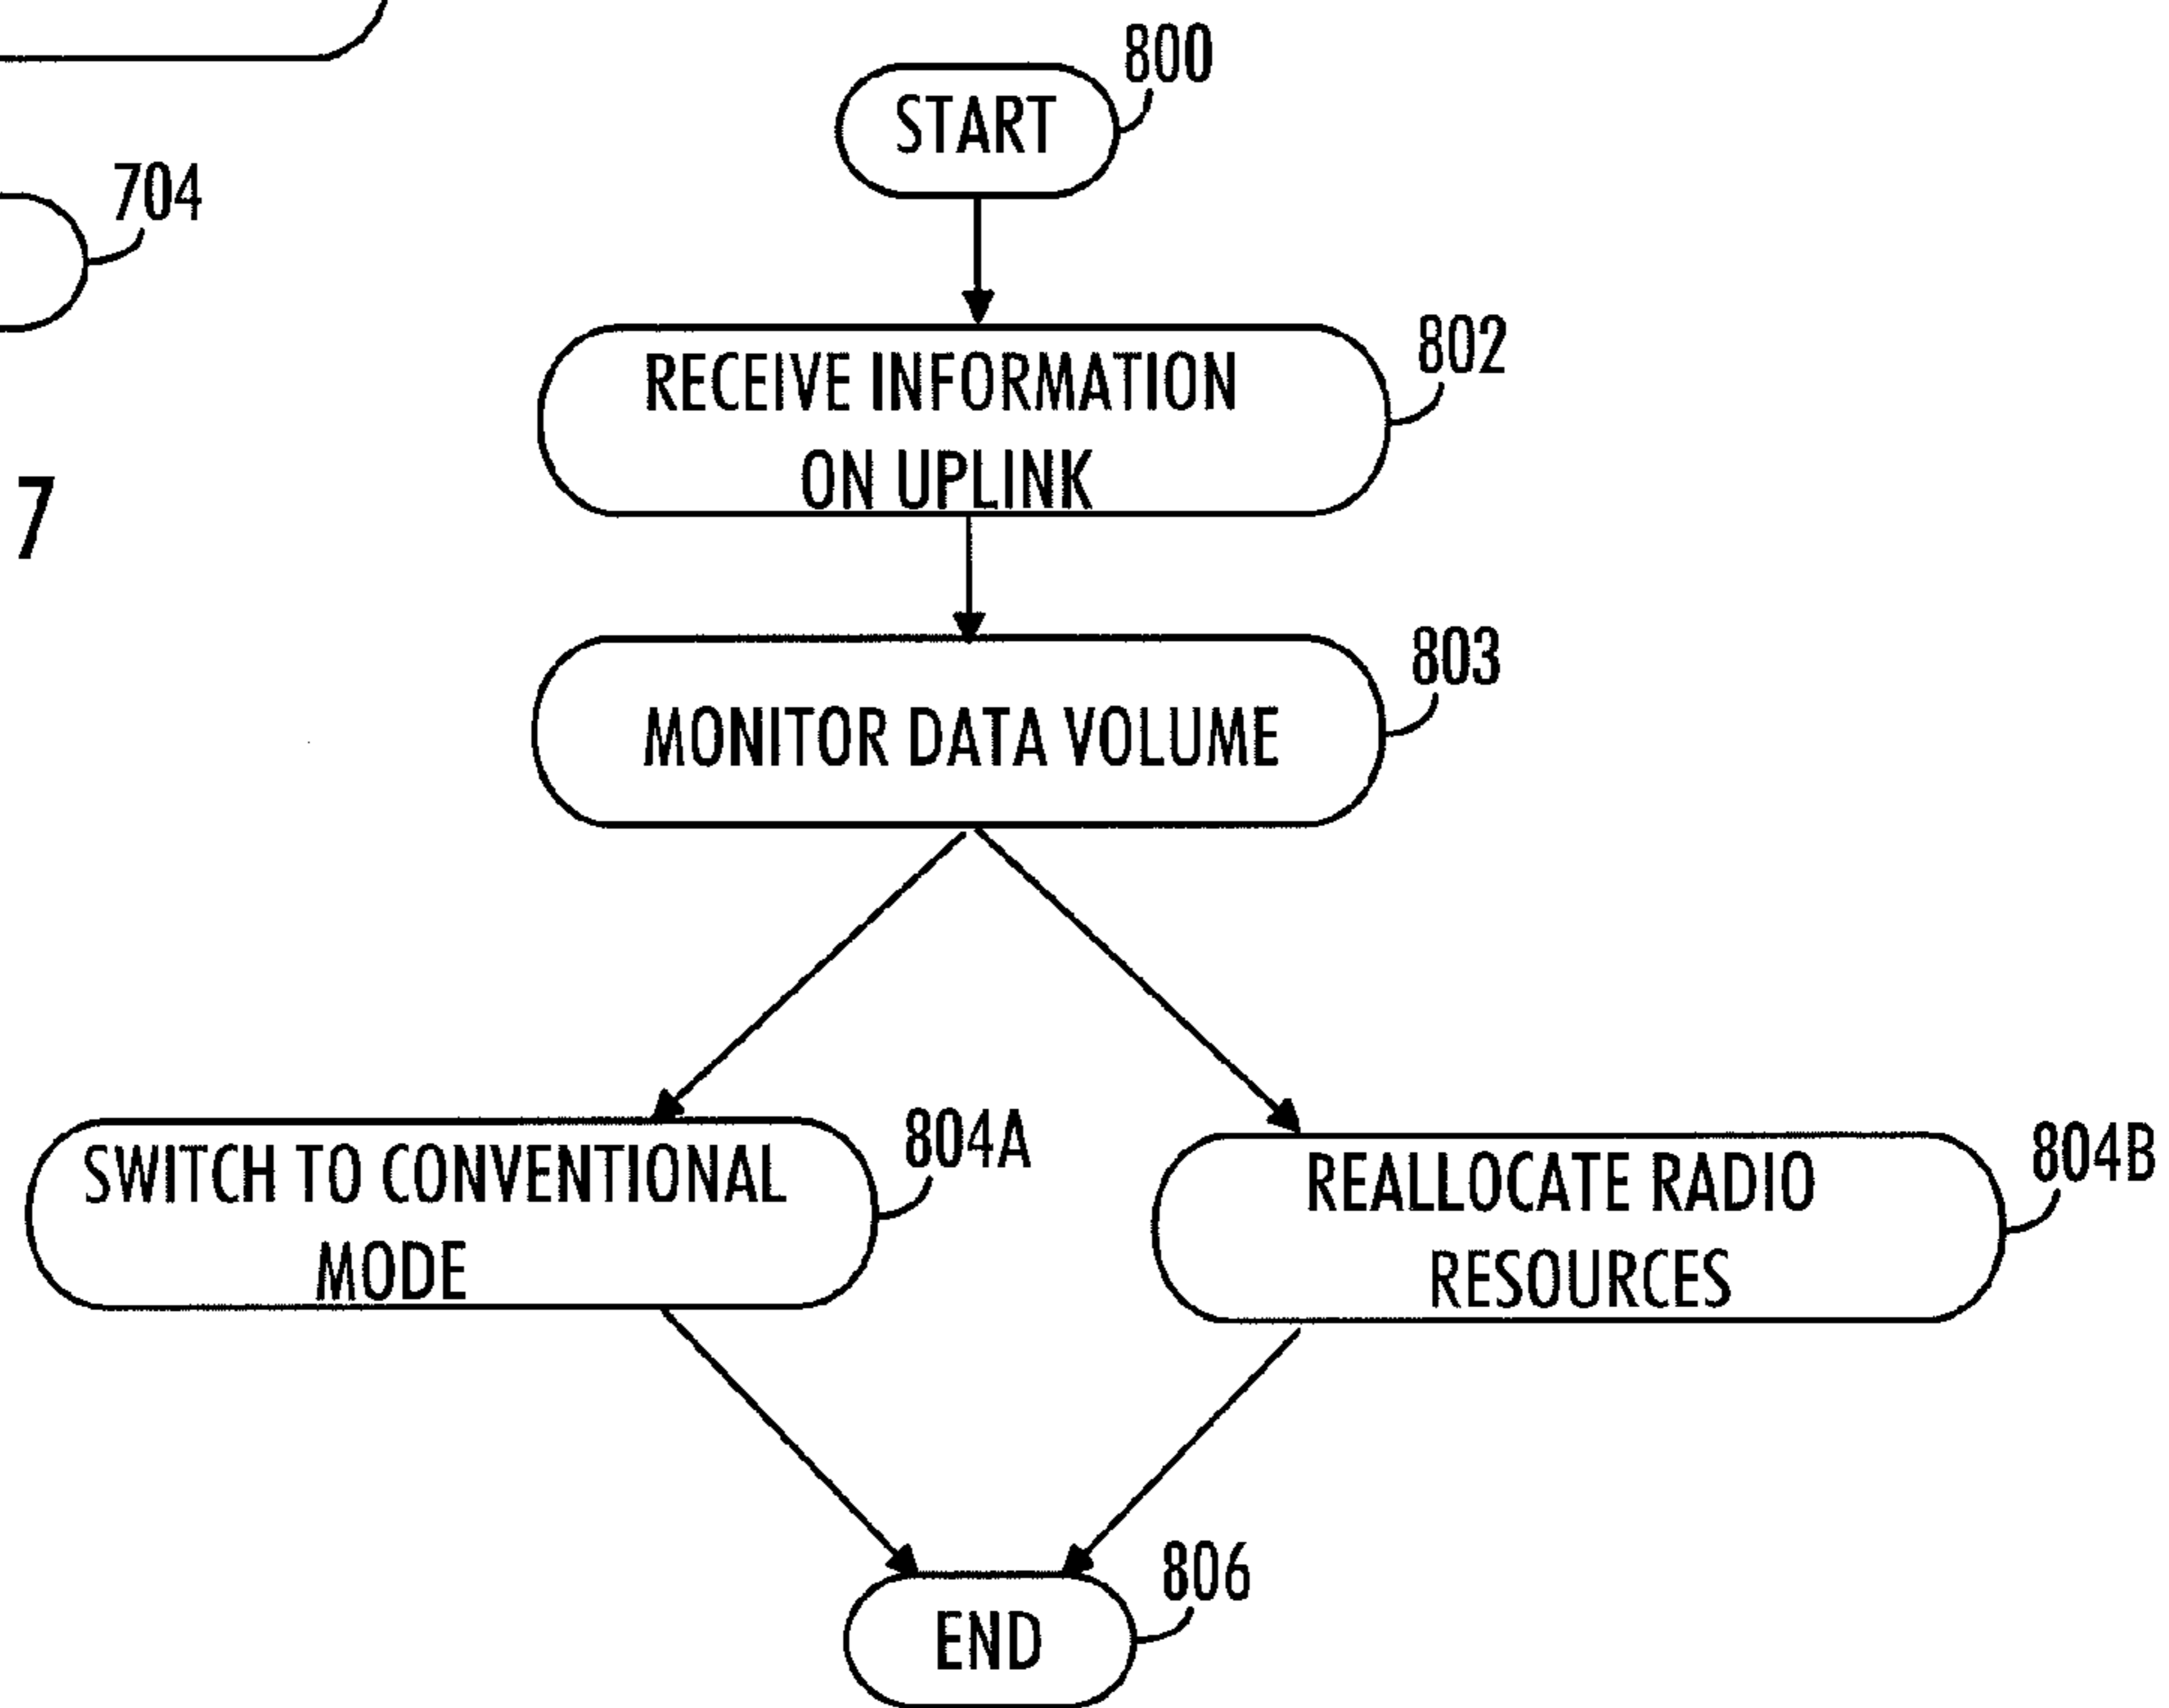 704
7
800
START
802
RECEIVE INFORMATION
ON UPLINK
803
MONITOR DATA VOLUME
804A
SWITCH TO CONVENTIONAL
MODE
804B
REALLOCATE RADIO
RESOURCES
806
END